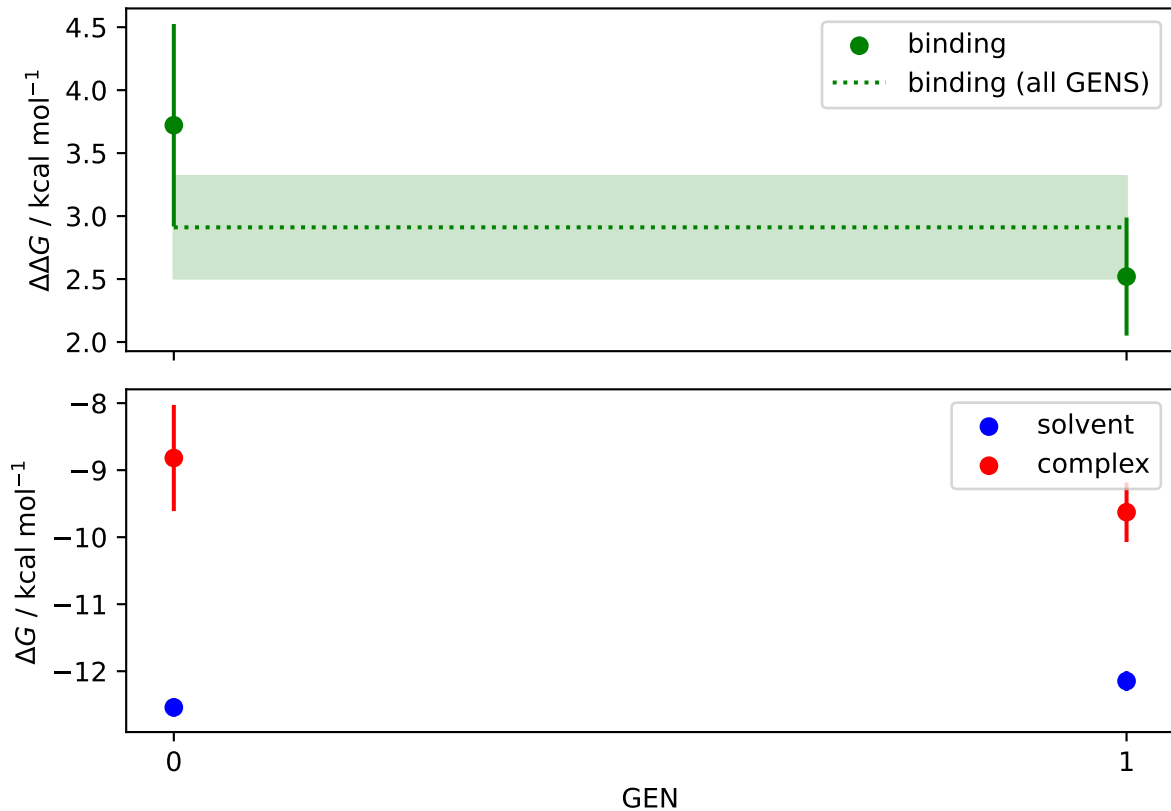 4.5
4.0
3.5
3.0
2.5
2.0
ΔΔG / kcal mol⁻¹
binding
binding (all GENS)
−8
−9
−10
−11
−12
ΔG / kcal mol⁻¹
solvent
complex
0
1
GEN